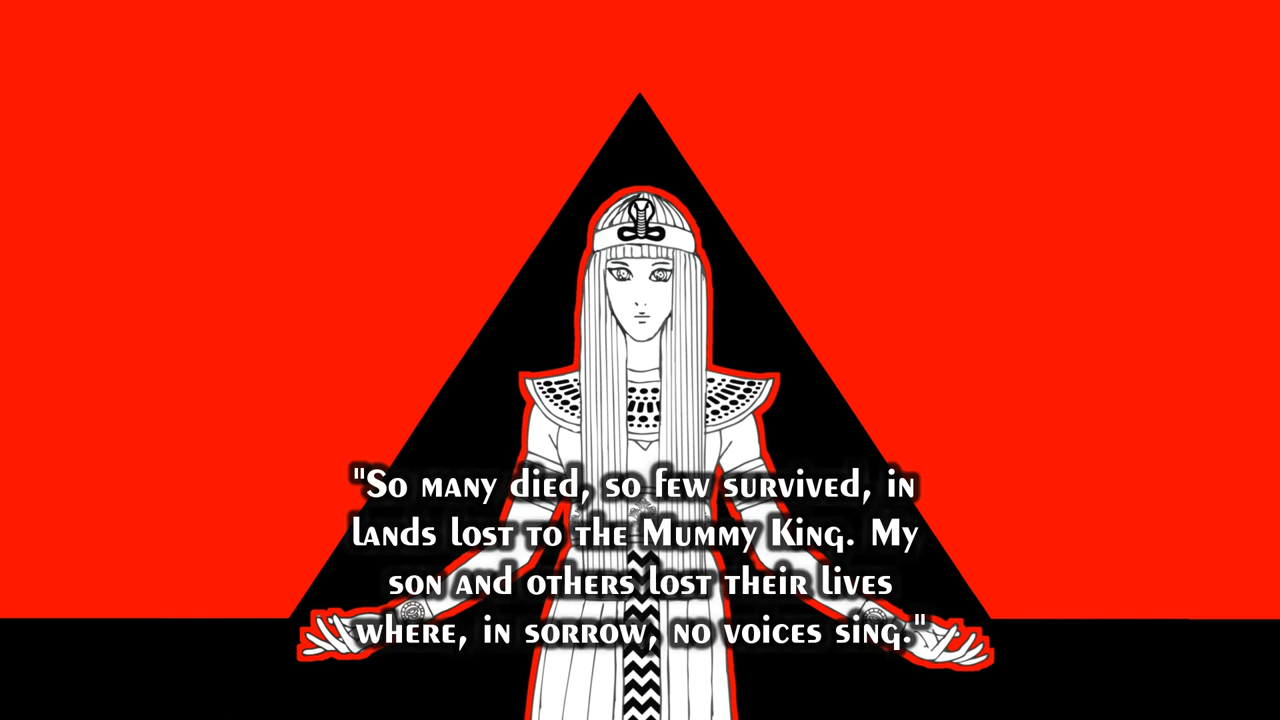 "So many died, so few survived, in
lands lost to the Mummy King. My
son and others lost their lives
where, in sorrow, no voices sing."